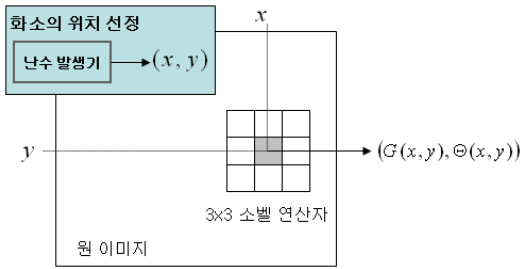 화소의 위치 선정
난수 발생기
(x, y)
x
y
(G(x,y), Θ(x,y))
3x3 소벨 연산자
원 이미지